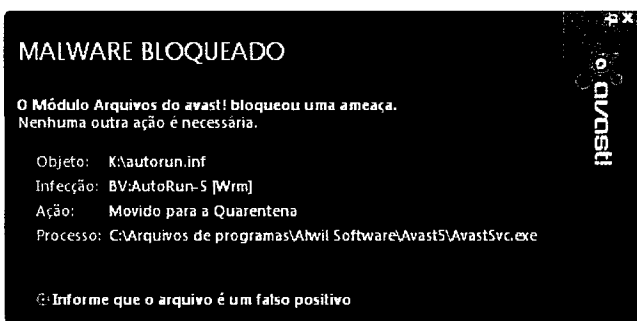 MALWARE BLOQUEADO
O Módulo Arquivos do avast! bloqueou uma ameaça.
Nenhuma outra ação é necessária.
Objeto: K:\autorun.inf
Infecção: BV:AutoRun-S [Wrm]
Ação: Movido para a Quarentena
Processo: C:\Arquivos de programas\Alwil Software\Avast5\AvastSvc.exe
Informe que o arquivo é um falso positivo
avast!